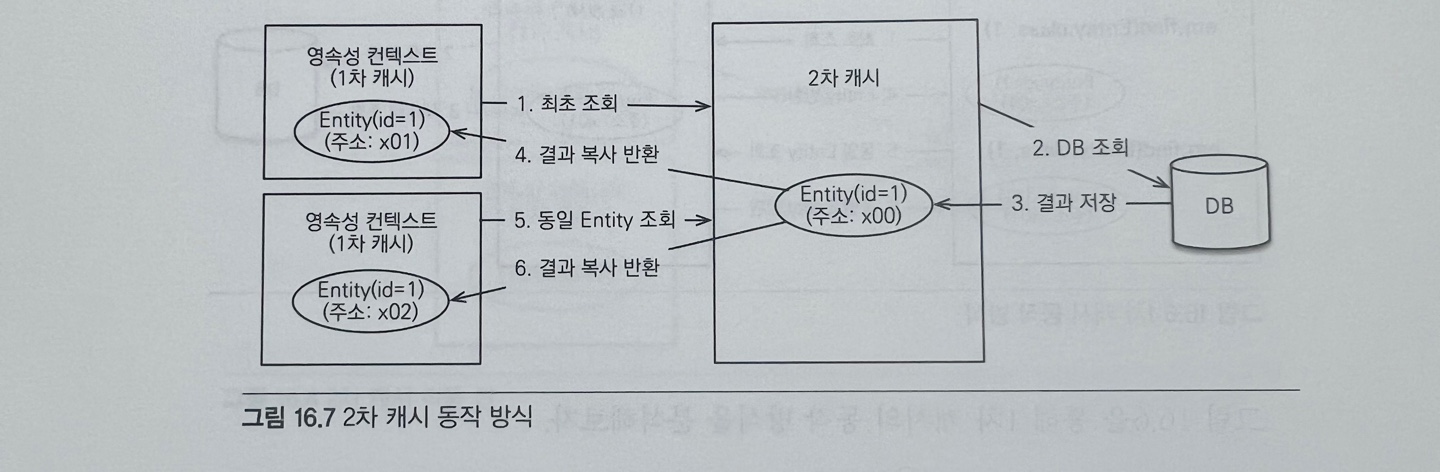 영속성 컨텍스트
(1차 캐시)
Entity(id=1)
(주소: x01)
1. 최초 조회
4. 결과 복사 반환
영속성 컨텍스트
(1차 캐시)
Entity(id=1)
(주소: x02)
5. 동일 Entity 조회
6. 결과 복사 반환
2차 캐시
Entity(id=1)
(주소: x00)
2. DB 조회
3. 결과 저장
DB
그림 16.7 2차 캐시 동작 방식